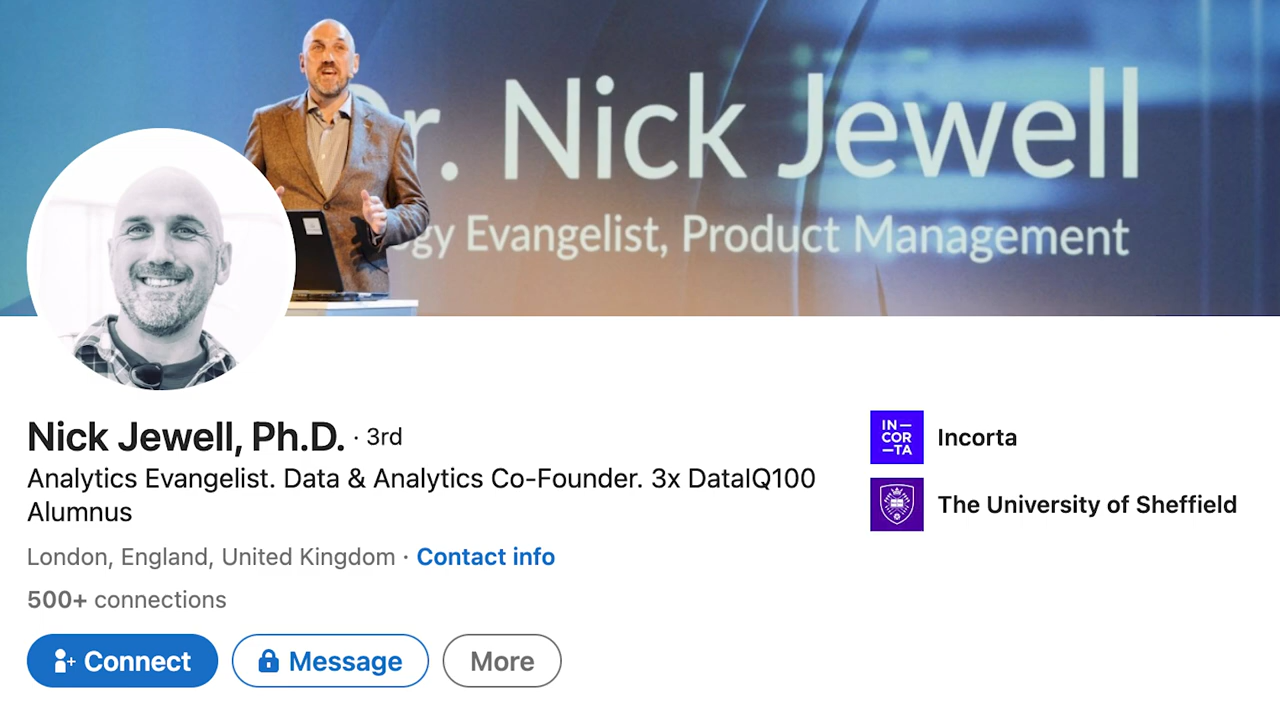 r. Nick Jewell
gy Evangelist, Product Management
Nick Jewell, Ph.D. · 3rd
Analytics Evangelist. Data & Analytics Co-Founder. 3x DataIQ100
Alumnus
London, England, United Kingdom · Contact info
500+ connections
Connect
Message
More
IN—
COR
—TA
Incorta
The University of Sheffield